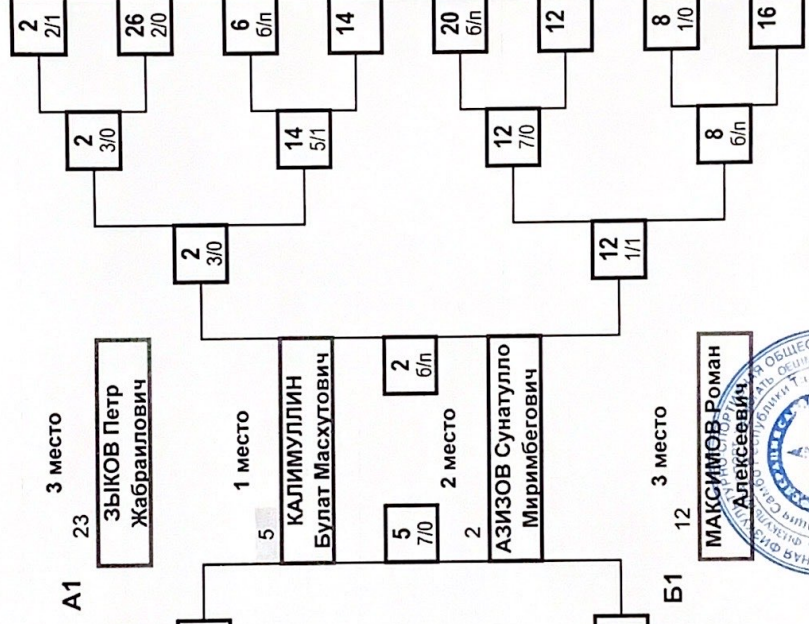 2
2/1
26
2/0
6
б/п
14
20
б/п
12
8
1/0
16
2
3/0
14
5/1
12
7/0
8
б/п
2
3/0
12
1/1
3 место
23
ЗЫКОВ Петр
Жабраилович
А1
1 место
5
КАЛИМУЛЛИН
Булат Масхутович
2
б/п
5
7/0
2 место
2
АЗИЗОВ Сунатулло
Миримбегович
3 место
12
МАКСИМОВ Роман
Алексеевич
Б1